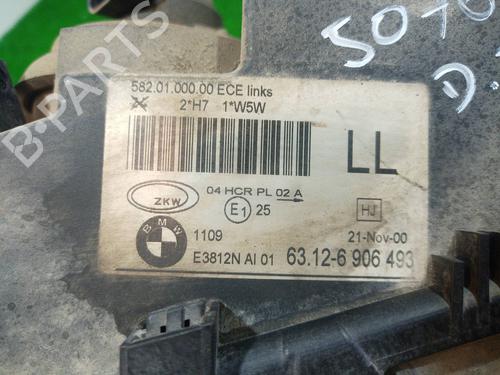 B-PARTS
5010
582.01.000.00 ECE links
2*H7 1*W5W
LL
04 HCR PL 02 A
ZKW
E1 25
HJ
BMW
1109
21-Nov-00
E3812N AI 01 63.12-6 906 493